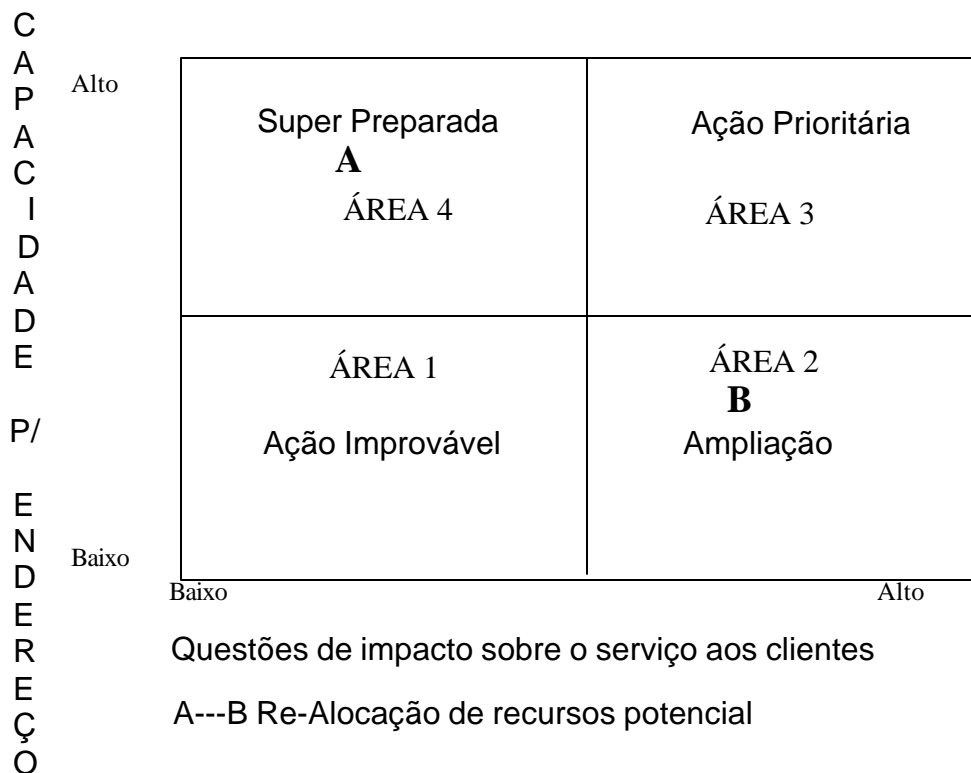 CAPACIDADE P/ ENDEREÇO
Alto
Super Preparada
A
ÁREA 4
Ação Prioritária
ÁREA 3
ÁREA 1
Ação Improvável
ÁREA 2
B
Ampliação
Baixo
Baixo
Alto
Questões de impacto sobre o serviço aos clientes
A---B Re-Alocação de recursos potencial